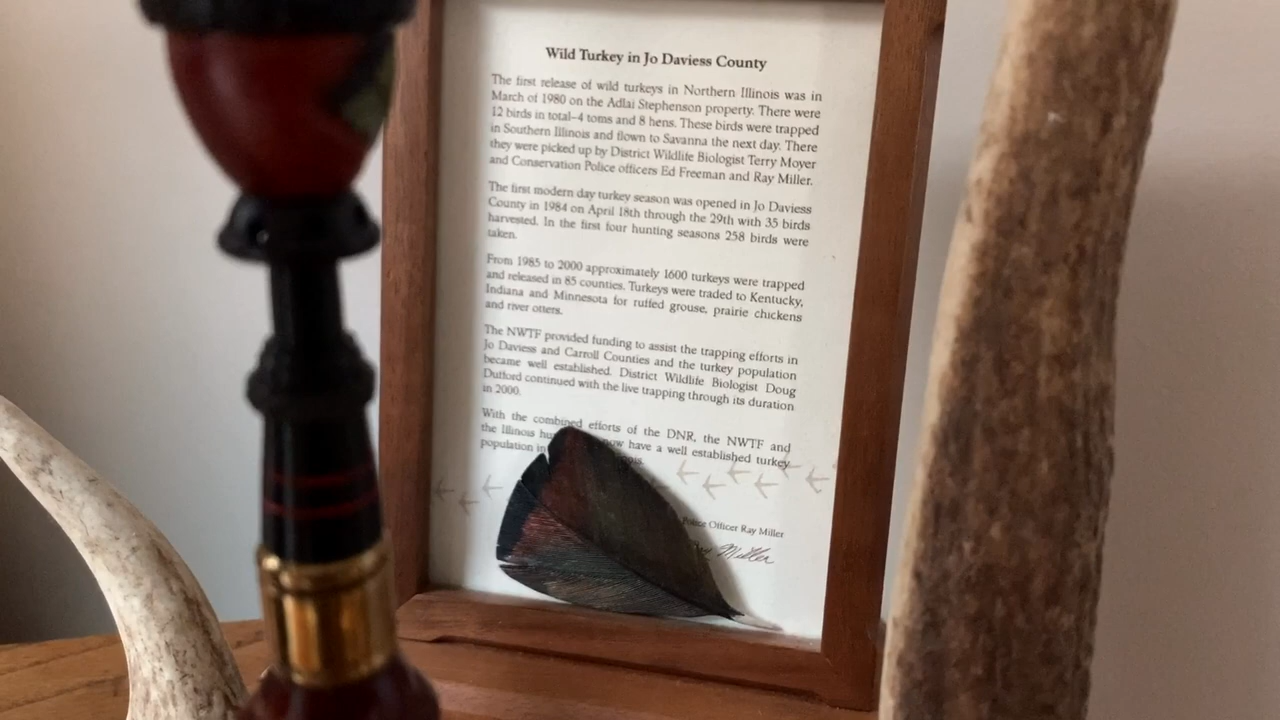 Wild Turkey in Jo Daviess County
The first release of wild turkeys in Northern Illinois was in
March of 1980 on the Adlai Stephenson property. There were
12 birds in total–4 toms and 8 hens. These birds were trapped
in Southern Illinois and flown to Savanna the next day. There
they were picked up by District Wildlife Biologist Terry Moyer
and Conservation Police officers Ed Freeman and Ray Miller.
The first modern day turkey season was opened in Jo Daviess
County in 1984 on April 18th through the 29th with 35 birds
harvested. In the first four hunting seasons 258 birds were
taken.
From 1985 to 2000 approximately 1600 turkeys were trapped
and released in 85 counties. Turkeys were traded to Kentucky,
Indiana and Minnesota for ruffed grouse, prairie chickens
and river otters.
The NWTF provided funding to assist the trapping efforts in
Jo Daviess and Carroll Counties and the turkey population
became well established. District Wildlife Biologist Doug
Dufford continued with the live trapping through its duration
in 2000.
With the combined efforts of the DNR, the NWTF and
the Illinois now have a well established turkey
population in
Police Officer Ray Miller
Miller